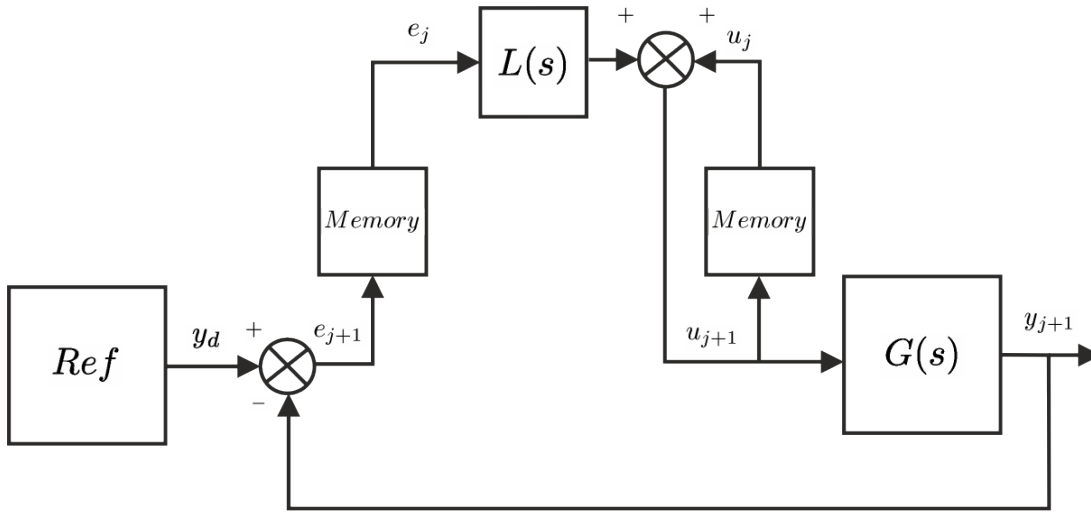 + +
e_j u_j
L(s)
Memory Memory
y_d + e_{j+1} u_{j+1} y_{j+1}
Ref G(s)
−